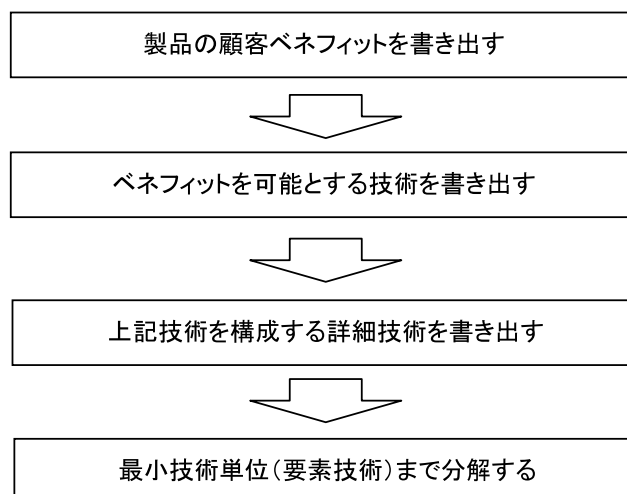 製品の顧客ベネフィットを書き出す
ベネフィットを可能とする技術を書き出す
上記技術を構成する詳細技術を書き出す
最小技術単位(要素技術)まで分解する